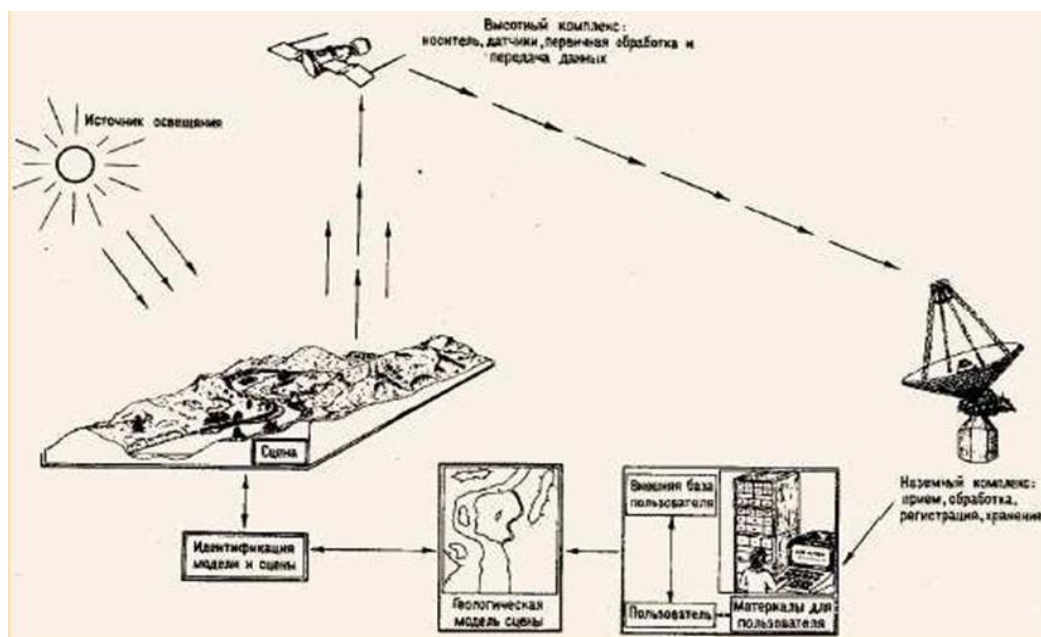 Высотный комплекс:
носитель, датчики, первичная обработка и
передача данных
Источник освещания
Сцена
Наземный комплекс:
прием, обработка,
регистрация, хранение
Внешняя база
пользователя
Идентификация
модели и сцены
Геологическая
модель сцены
Пользователь
Материалы для
пользователя